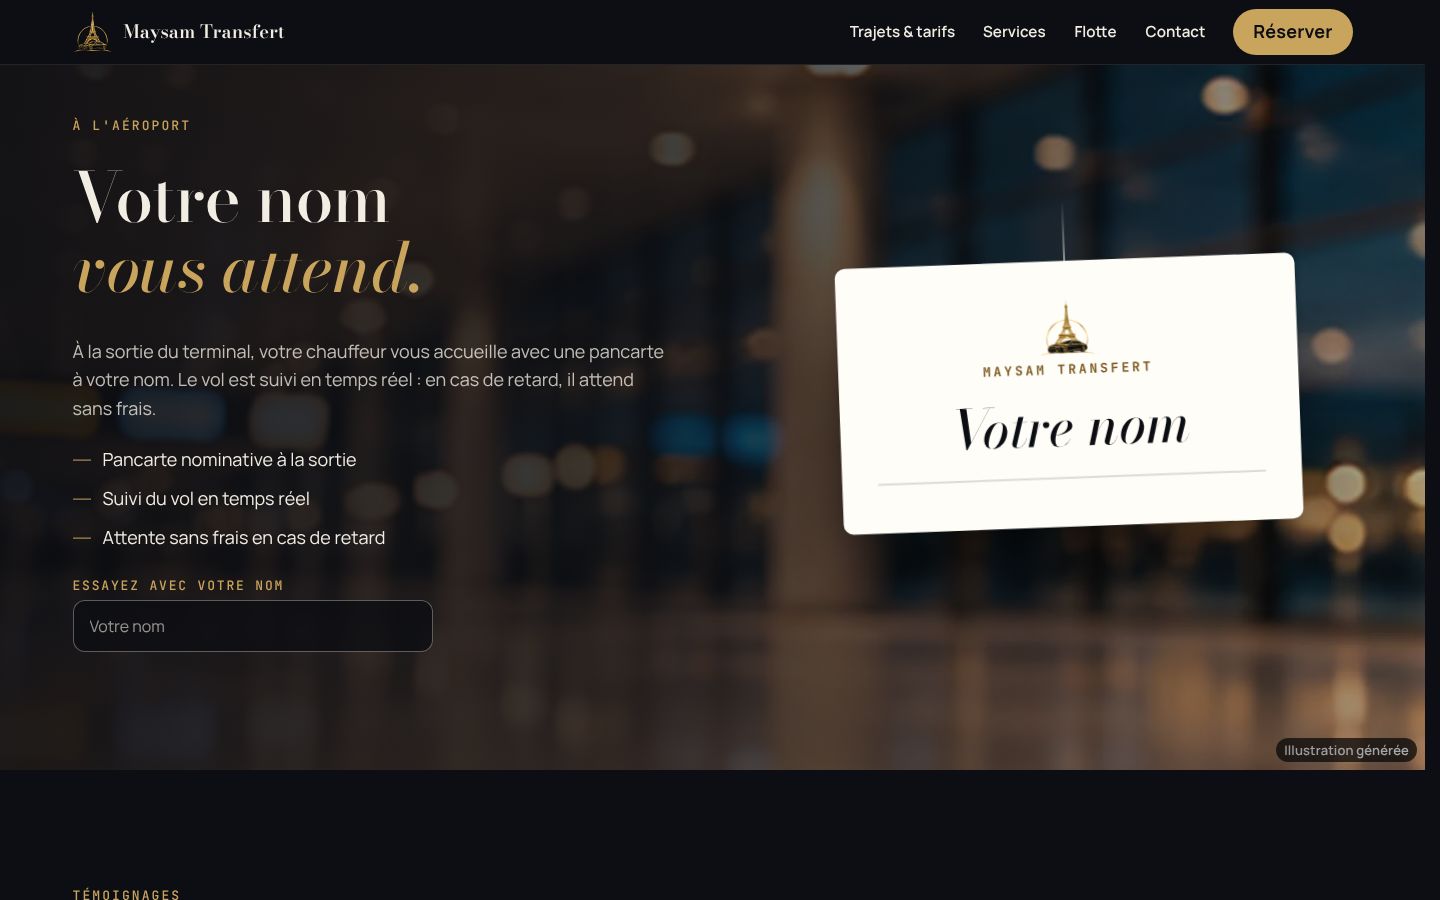 Maysam Transfert
Trajets & tarifs
Services
Flotte
Contact
Réserver
À L'AÉROPORT
Votre nom
vous attend.
À la sortie du terminal, votre chauffeur vous accueille avec une pancarte
à votre nom. Le vol est suivi en temps réel : en cas de retard, il attend
sans frais.
— Pancarte nominative à la sortie
— Suivi du vol en temps réel
— Attente sans frais en cas de retard
ESSAYEZ AVEC VOTRE NOM
Votre nom
MAYSAM TRANSFERT
Votre nom
Illustration générée
TÉMOIGNAGES